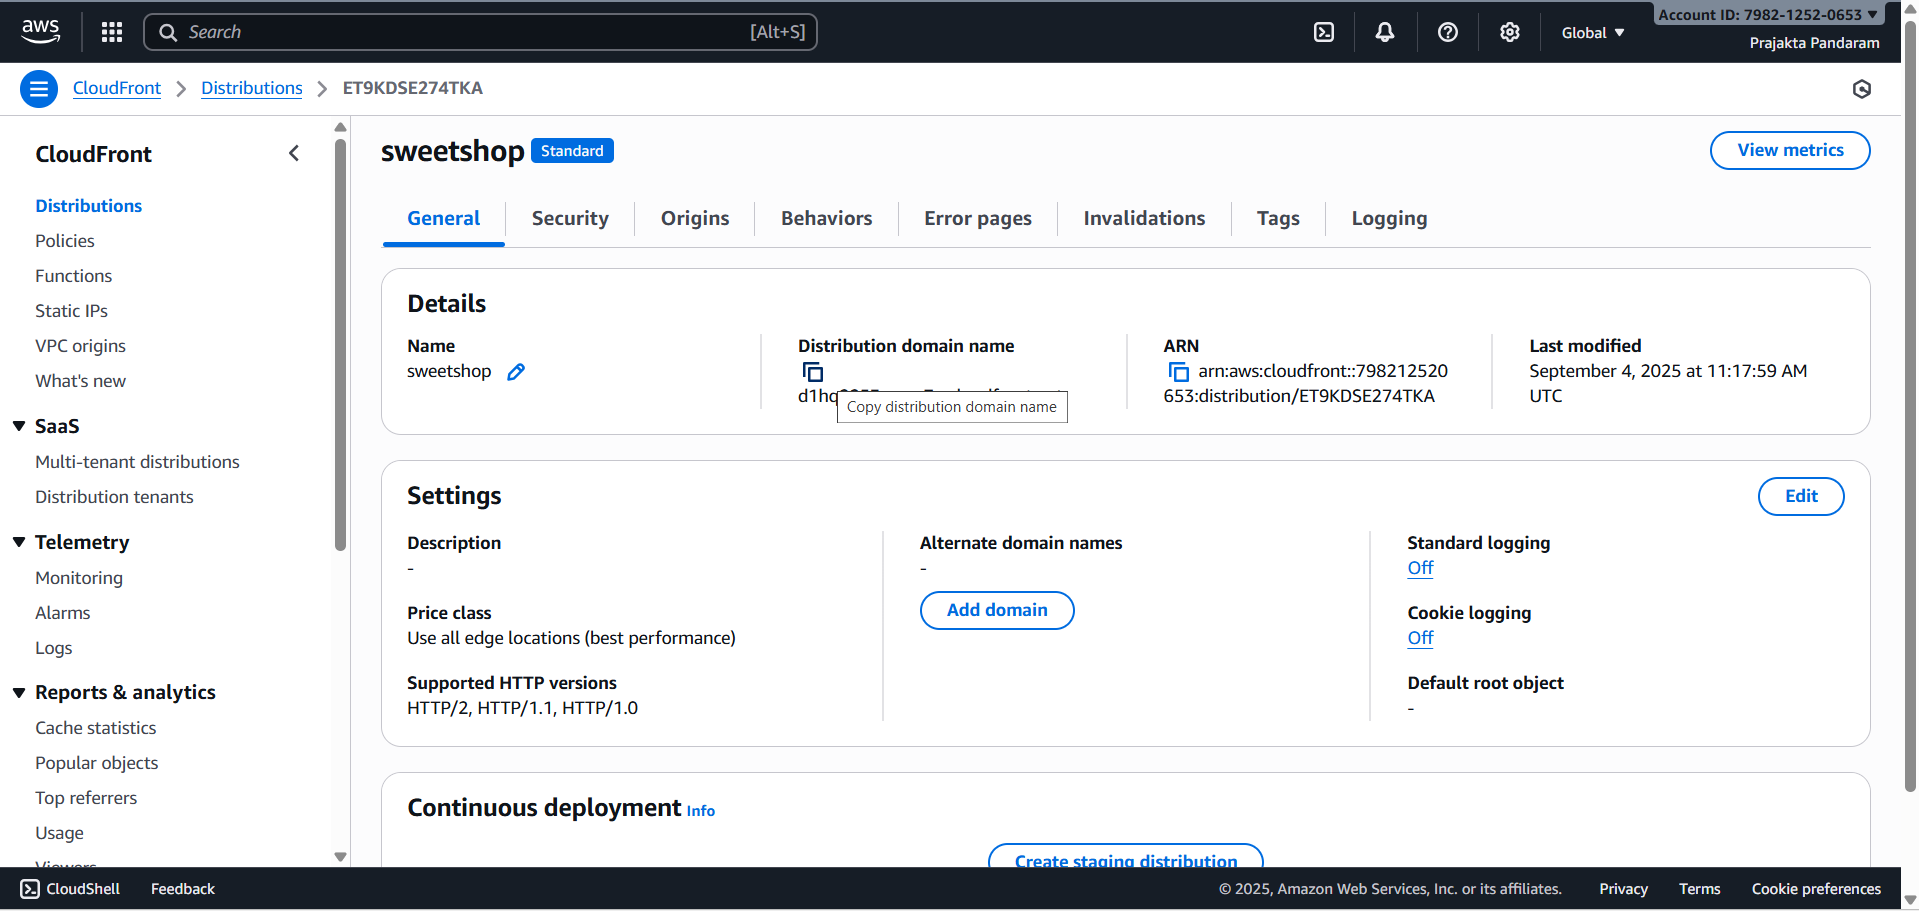 aws
Search
[Alt+S]
Global ▼
Account ID: 7982-1252-0653 ▼
Prajakta Pandaram
CloudFront
Distributions
ET9KDSE274TKA
CloudFront
Distributions
Policies
Functions
Static IPs
VPC origins
What's new
SaaS
Multi-tenant distributions
Distribution tenants
Telemetry
Monitoring
Alarms
Logs
Reports & analytics
Cache statistics
Popular objects
Top referrers
Usage
Viewers
sweetshop
Standard
View metrics
General
Security
Origins
Behaviors
Error pages
Invalidations
Tags
Logging
Details
Name
sweetshop
Distribution domain name
Copy distribution domain name
ARN
arn:aws:cloudfront::798212520
653:distribution/ET9KDSE274TKA
Last modified
September 4, 2025 at 11:17:59 AM
UTC
Settings
Edit
Description
-
Price class
Use all edge locations (best performance)
Supported HTTP versions
HTTP/2, HTTP/1.1, HTTP/1.0
Alternate domain names
-
Add domain
Standard logging
Off
Cookie logging
Off
Default root object
-
Continuous deployment Info
Create staging distribution
CloudShell
Feedback
© 2025, Amazon Web Services, Inc. or its affiliates.
Privacy
Terms
Cookie preferences